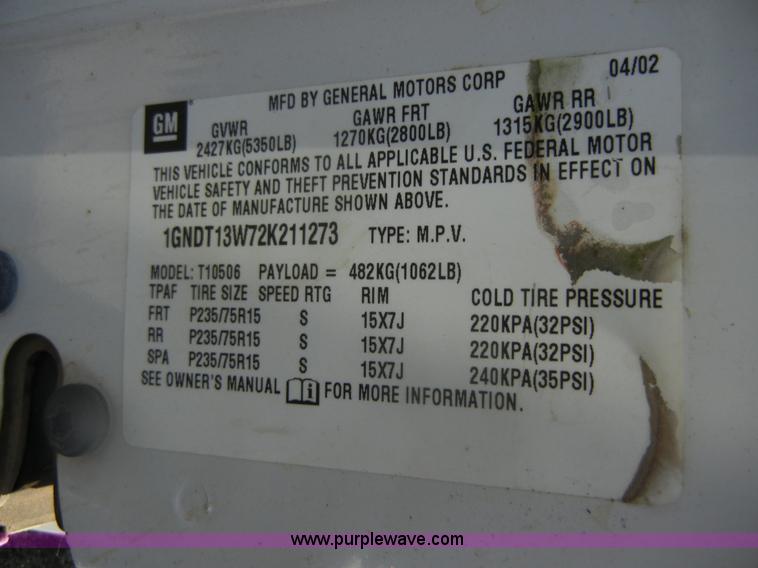 MFD BY GENERAL MOTORS CORP 04/02
GM
GVWR GAWR FRT GAWR RR
2427KG(5350LB) 1270KG(2800LB) 1315KG(2900LB)
THIS VEHICLE CONFORMS TO ALL APPLICABLE U.S. FEDERAL MOTOR
VEHICLE SAFETY AND THEFT PREVENTION STANDARDS IN EFFECT ON
THE DATE OF MANUFACTURE SHOWN ABOVE.
1GNDT13W72K211273 TYPE: M.P.V.
MODEL: T10506 PAYLOAD = 482KG(1062LB)
TPAF TIRE SIZE SPEED RTG RIM COLD TIRE PRESSURE
FRT P235/75R15 S 15X7J 220KPA(32PSI)
RR P235/75R15 S 15X7J 220KPA(32PSI)
SPA P235/75R15 S 15X7J 240KPA(35PSI)
SEE OWNER'S MANUAL i FOR MORE INFORMATION.
www.purplewave.com